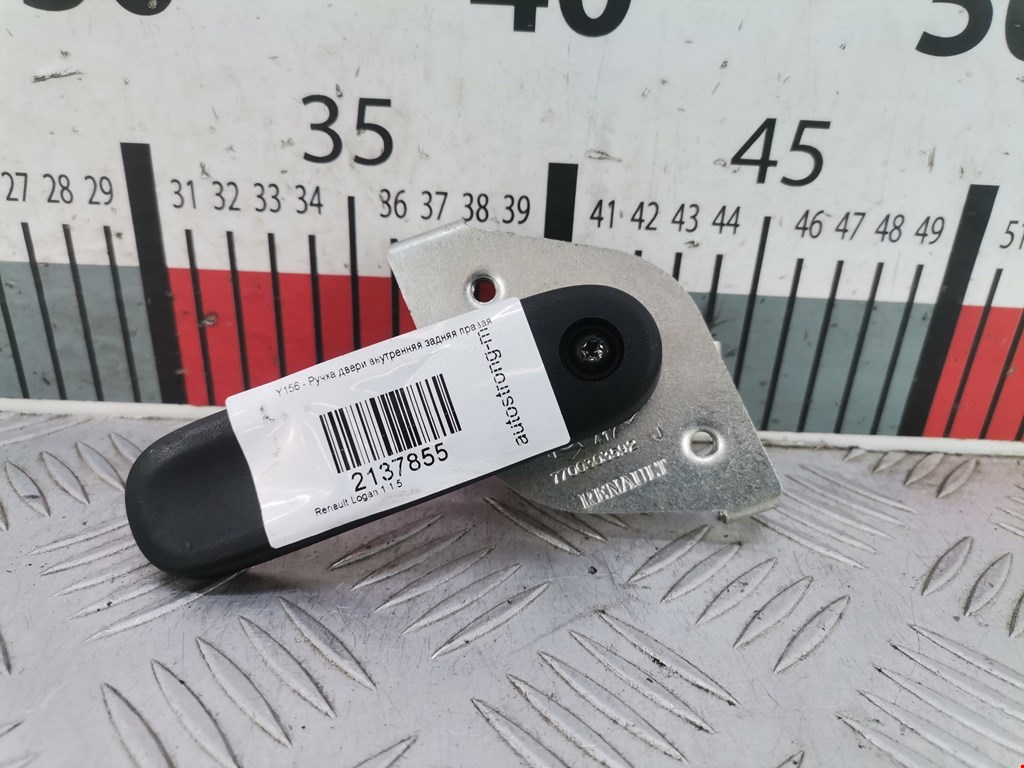 35
45
27 28 29 31 32 33 34 36 37 38 39 41 42 43 44 46 47 48 49 51
Y156 - Ручка двери внутренняя задняя правая
2137855
Renault Logan 1 1.5
autostrong-m
RENAULT